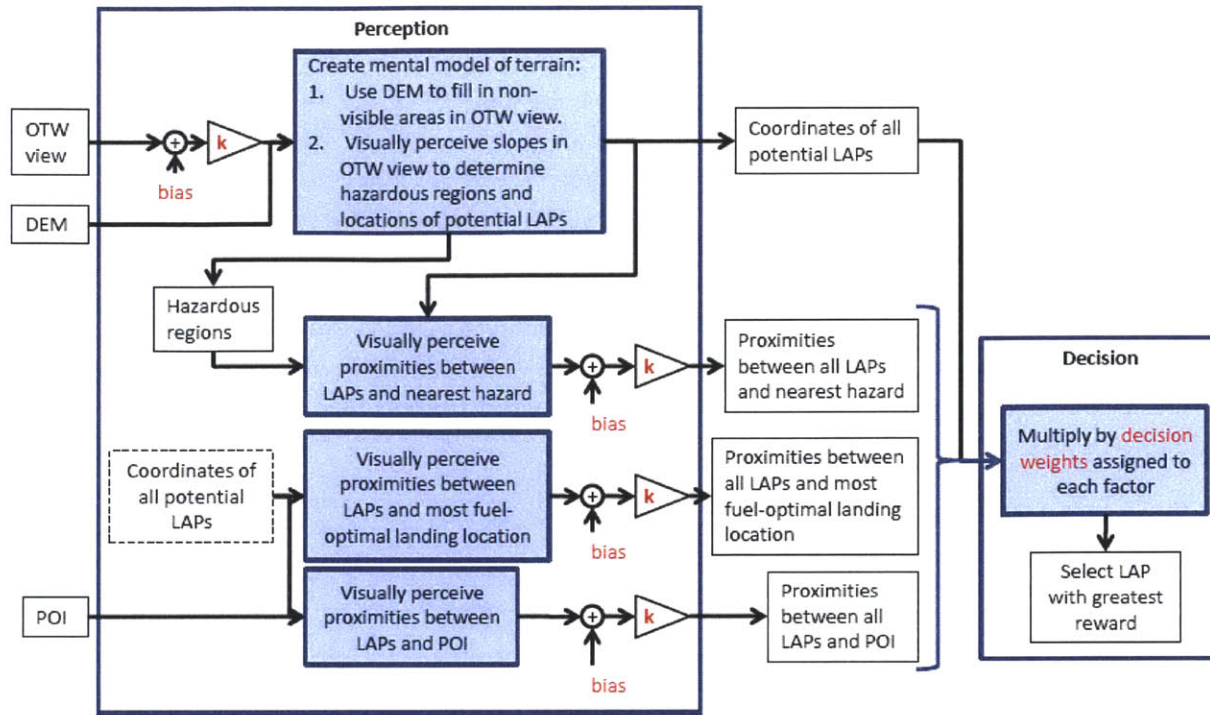 Perception
Create mental model of terrain:
1. Use DEM to fill in non-
visible areas in OTW view.
2. Visually perceive slopes in
OTW view to determine
hazardous regions and
locations of potential LAPs
OTW
view
+
k
bias
DEM
Coordinates of all
potential LAPs
Hazardous
regions
Visually perceive
proximities between
LAPs and nearest hazard
+
k
bias
Proximities
between all LAPs
and nearest hazard
Coordinates of
all potential
LAPs
Visually perceive
proximities between
LAPs and most fuel-
optimal landing location
+
k
bias
Proximities between
all LAPs and most
fuel-optimal landing
location
POI
Visually perceive
proximities between
LAPs and POI
+
k
bias
Proximities
between all
LAPs and POI
Decision
Multiply by decision
weights assigned to
each factor
Select LAP
with greatest
reward